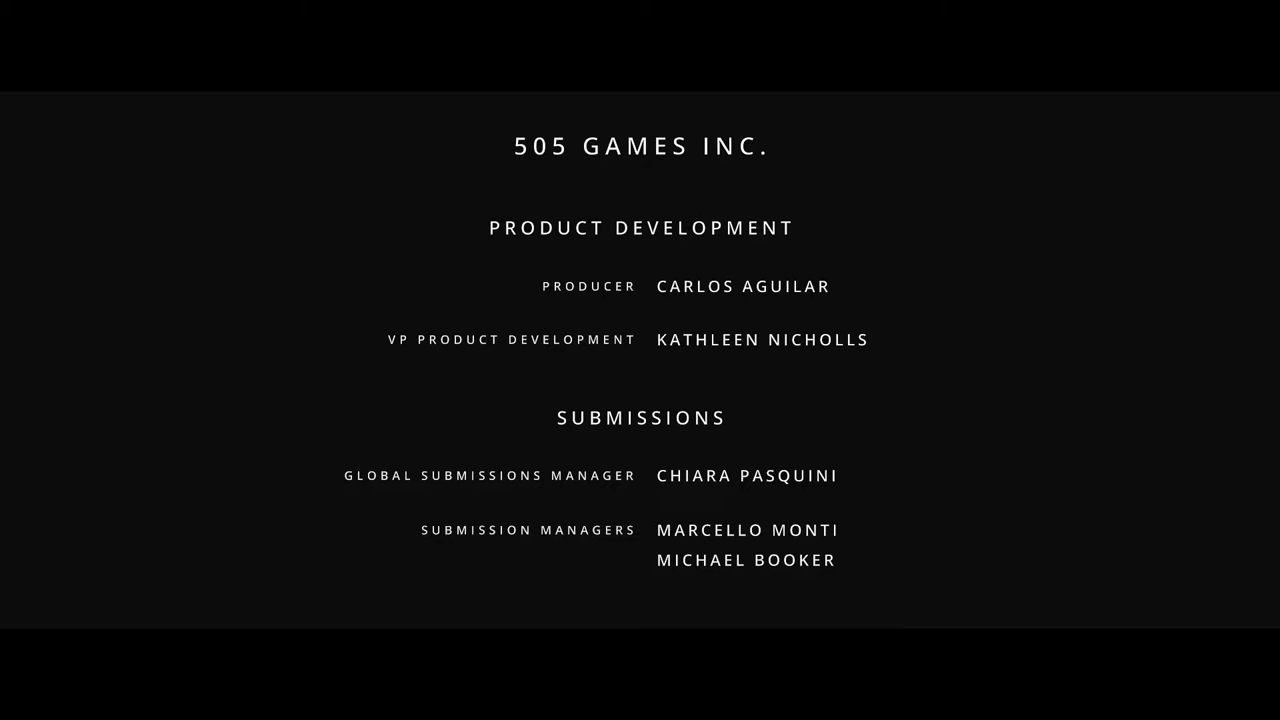 505 GAMES INC.
PRODUCT DEVELOPMENT
PRODUCER CARLOS AGUILAR
VP PRODUCT DEVELOPMENT KATHLEEN NICHOLLS
SUBMISSIONS
GLOBAL SUBMISSIONS MANAGER CHIARA PASQUINI
SUBMISSION MANAGERS MARCELLO MONTI
MICHAEL BOOKER